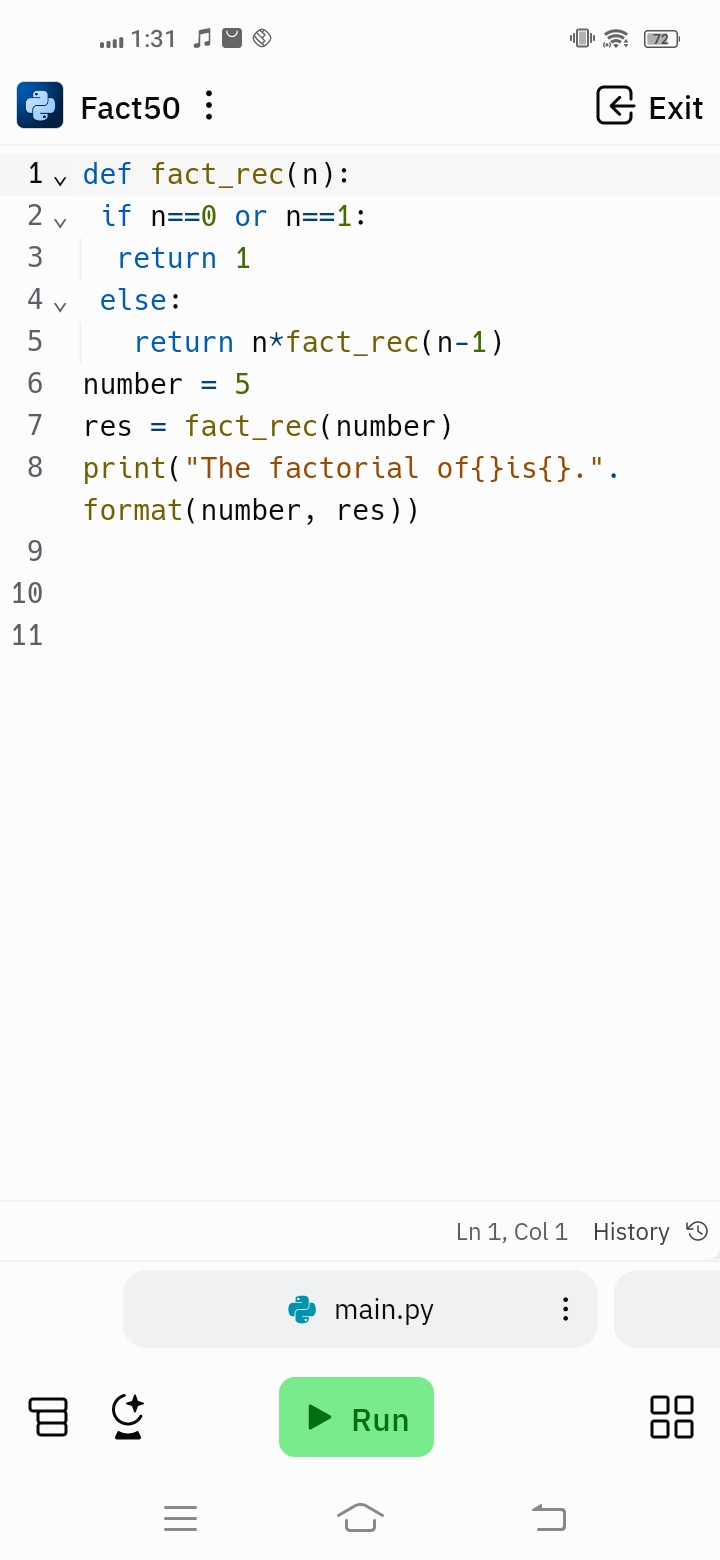 1:31 72
Fact50 Exit
1 def fact_rec(n):
2  if n==0 or n==1:
3   return 1
4  else:
5    return n*fact_rec(n-1)
6 number = 5
7 res = fact_rec(number)
8 print("The factorial of{}is{}.".
format(number, res))
9
10
11
Ln 1, Col 1 History
main.py
Run